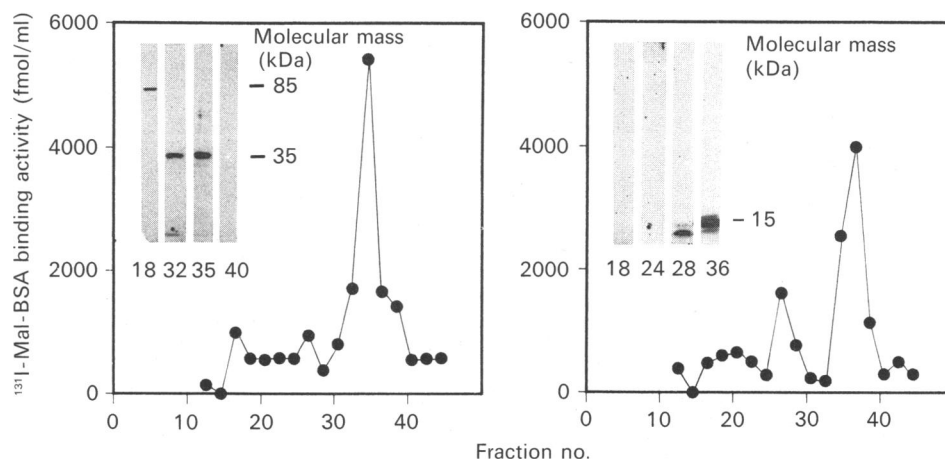 ¹³¹I-Mal-BSA binding activity (fmol/ml)
6000
4000
2000
0
Molecular mass
(kDa)
– 85
– 35
18 32 35 40
0 10 20 30 40
6000
4000
2000
0
Molecular mass
(kDa)
– 15
18 24 28 36
0 10 20 30 40
Fraction no.